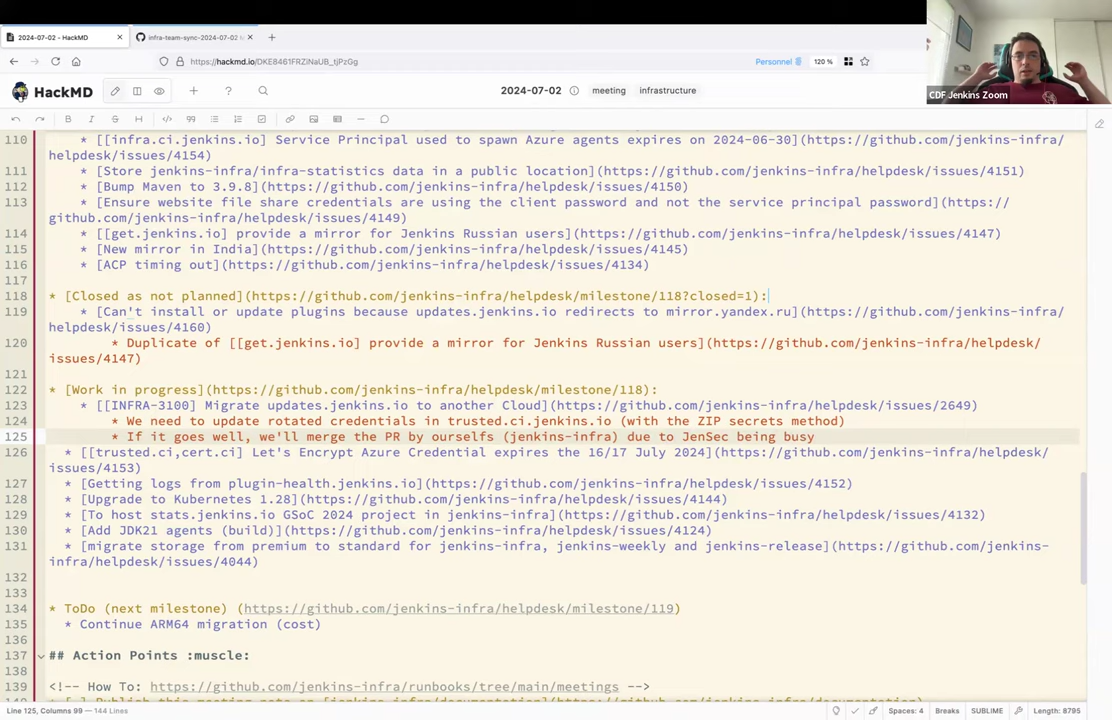 2024-07-02 - HackMD
infra-team-sync-2024-07-02 t
https://hackmd.io/DKE8461FRZiNaUB_tjPzGg
Personnel
120 %
HackMD
2024-07-02
meeting
infrastructure
CDF Jenkins Zoom
110 * [[infra.ci.jenkins.io] Service Principal used to spawn Azure agents expires on 2024-06-30](https://github.com/jenkins-infra/
helpdesk/issues/4154)
111 * [Store jenkins-infra/infra-statistics data in a public location](https://github.com/jenkins-infra/helpdesk/issues/4151)
112 * [Bump Maven to 3.9.8](https://github.com/jenkins-infra/helpdesk/issues/4150)
113 * [Ensure website file share credentials are using the client password and not the service principal password](https://
github.com/jenkins-infra/helpdesk/issues/4149)
114 * [[get.jenkins.io] provide a mirror for Jenkins Russian users](https://github.com/jenkins-infra/helpdesk/issues/4147)
115 * [New mirror in India](https://github.com/jenkins-infra/helpdesk/issues/4145)
116 * [ACP timing out](https://github.com/jenkins-infra/helpdesk/issues/4134)
117
118 * [Closed as not planned](https://github.com/jenkins-infra/helpdesk/milestone/118?closed=1):
119 * [Can't install or update plugins because updates.jenkins.io redirects to mirror.yandex.ru](https://github.com/jenkins-infra/
helpdesk/issues/4160)
120 * Duplicate of [[get.jenkins.io] provide a mirror for Jenkins Russian users](https://github.com/jenkins-infra/helpdesk/
issues/4147)
121
122 * [Work in progress](https://github.com/jenkins-infra/helpdesk/milestone/118):
123 * [[INFRA-3100] Migrate updates.jenkins.io to another Cloud](https://github.com/jenkins-infra/helpdesk/issues/2649)
124 * We need to update rotated credentials in trusted.ci.jenkins.io (with the ZIP secrets method)
125 * If it goes well, we'll merge the PR by ourselfs (jenkins-infra) due to JenSec being busy
126 * [[trusted.ci,cert.ci] Let's Encrypt Azure Credential expires the 16/17 July 2024](https://github.com/jenkins-infra/helpdesk/
issues/4153)
127 * [Getting logs from plugin-health.jenkins.io](https://github.com/jenkins-infra/helpdesk/issues/4152)
128 * [Upgrade to Kubernetes 1.28](https://github.com/jenkins-infra/helpdesk/issues/4144)
129 * [To host stats.jenkins.io GSoC 2024 project in jenkins-infra](https://github.com/jenkins-infra/helpdesk/issues/4132)
130 * [Add JDK21 agents (build)](https://github.com/jenkins-infra/helpdesk/issues/4124)
131 * [migrate storage from premium to standard for jenkins-infra, jenkins-weekly and jenkins-release](https://github.com/jenkins-
infra/helpdesk/issues/4044)
132
134 * ToDo (next milestone) (https://github.com/jenkins-infra/helpdesk/milestone/119)
135 * Continue ARM64 migration (cost)
136
137 ## Action Points :muscle:
138
139 <!-- How To: https://github.com/jenkins-infra/runbooks/tree/main/meetings -->
Line 125, Columns 99 — 144 Lines
Spaces: 4
Breaks
SUBLIME
Length: 8795